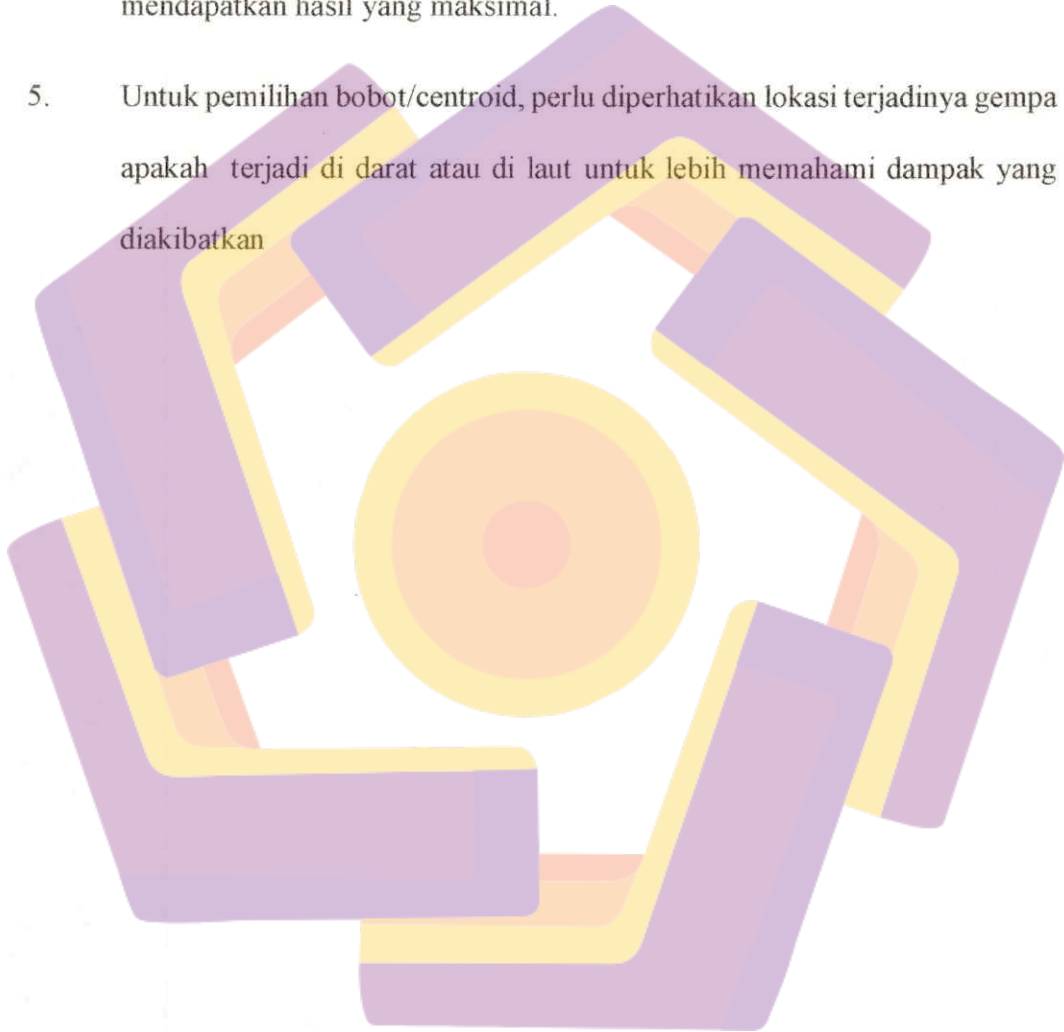 mendapatkan hasil yang maksimal.
5. Untuk pemilihan bobot/centroid, perlu diperhatikan lokasi terjadinya gempa
apakah terjadi di darat atau di laut untuk lebih memahami dampak yang
diakibatkan